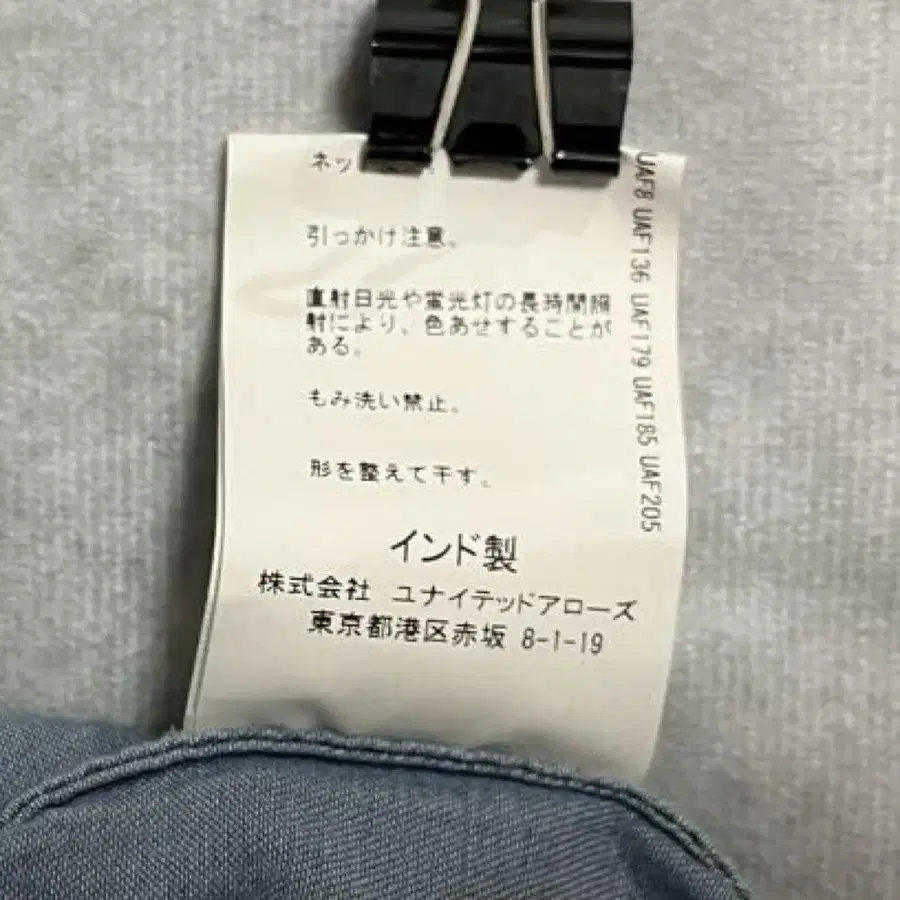 ネッ
引っかけ注意。
直射日光や蛍光灯の長時間照
射により、色あせすることが
ある。
もみ洗い禁止。
形を整えて干す。
インド製
株式会社 ユナイテッドアローズ
東京都港区赤坂 8-1-19
UAF8 UAF136 UAF179 UAF185 UAF205